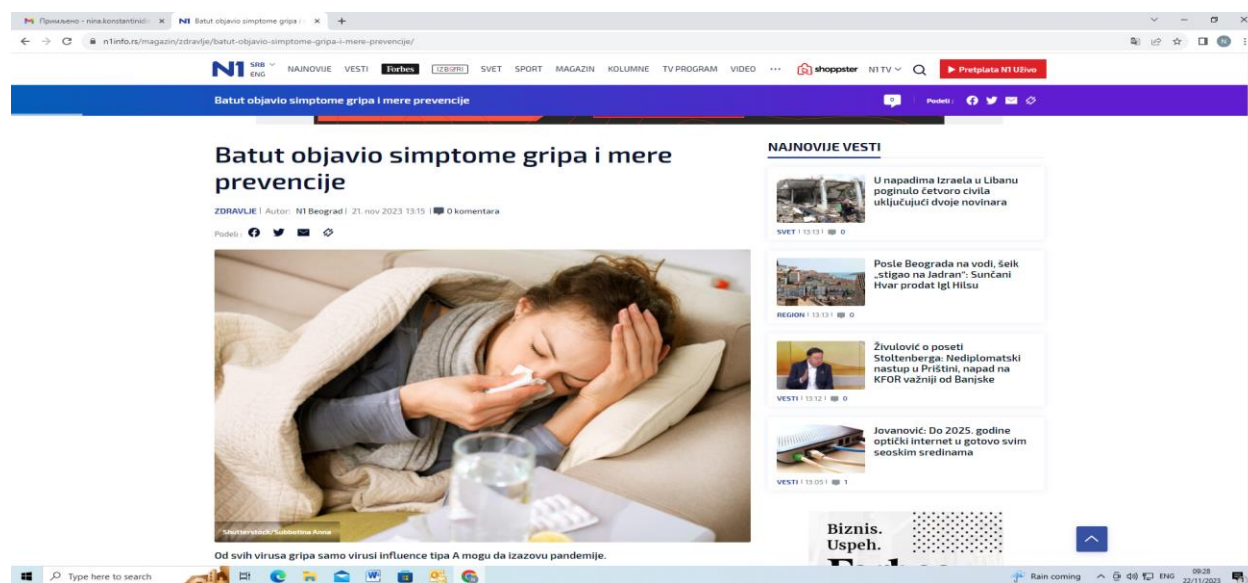 Примљено - nina.konstantinidi
N1 Batut objavio simptome gripa i
n1info.rs/magazin/zdravlje/batut-objavio-simptome-gripa-i-mere-prevencije/
N
N1 SRB ENG NAJNOVIJE VESTI Forbes IZBORI SVET SPORT MAGAZIN KOLUMNE TV PROGRAM VIDEO ... shoppster N1 TV Pretplata N1 Uživo
Batut objavio simptome gripa i mere prevencije
0
Podeli:
Batut objavio simptome gripa i mere
prevencije
ZDRAVLJE | Autor: N1 Beograd | 21. nov 2023 13:15 | 0 komentara
Podeli:
Shutterstock/Subbotina Anna
Od svih virusa gripa samo virusi influence tipa A mogu da izazovu pandemije.
NAJNOVIJE VESTI
U napadima Izraela u Libanu
poginulo četvoro civila
uključujući dvoje novinara
SVET | 13:13 | 0
Posle Beograda na vodi, šeik
„stigao na Jadran": Sunčani
Hvar prodat Igl Hilsu
REGION | 13:13 | 0
Živulović o poseti
Stoltenberga: Nediplomatski
nastup u Prištini, napad na
KFOR važniji od Banjske
VESTI | 13:12 | 0
Jovanović: Do 2025. godine
optički internet u gotovo svim
seoskim sredinama
VESTI | 13:05 | 1
Biznis.
Uspeh.
Type here to search
Rain coming
ENG
09:28
22/11/2023